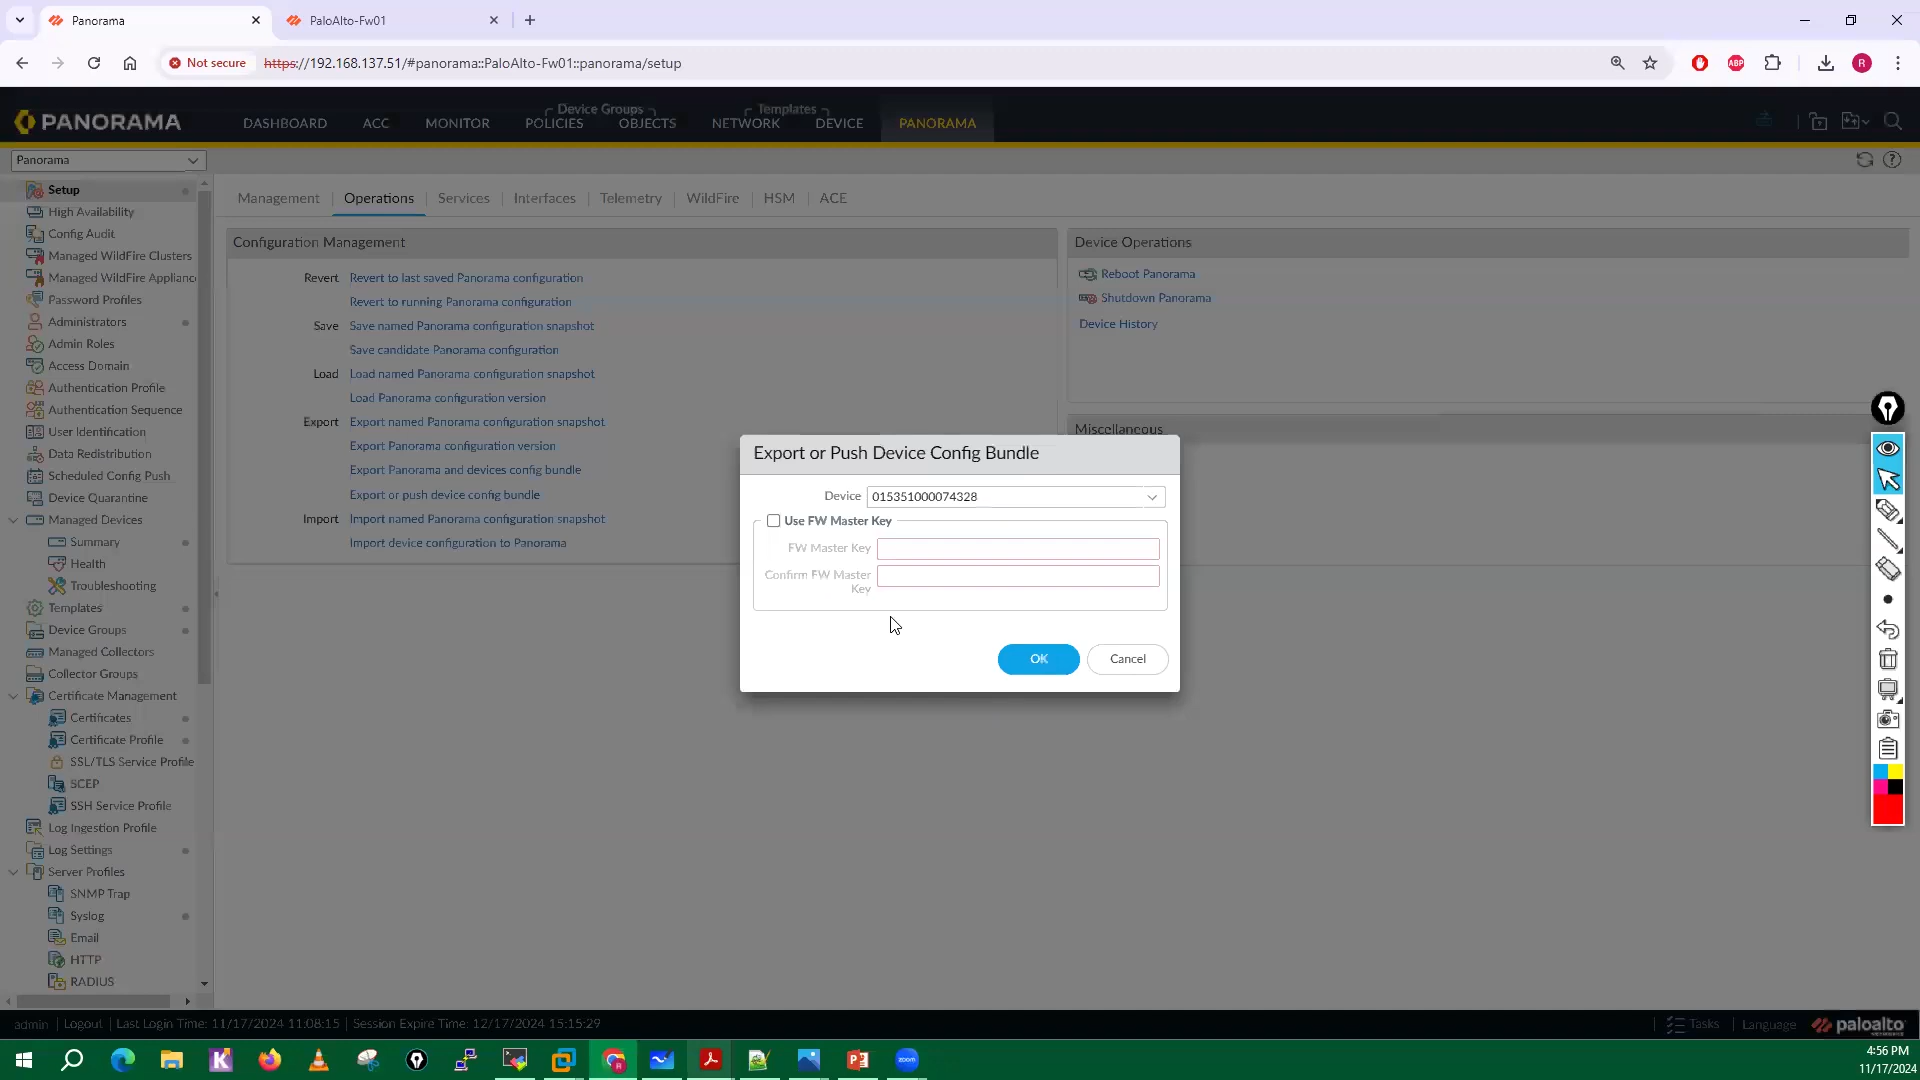 Panorama
PaloAlto-Fw01
Not secure
https://192.168.137.51/#panorama::PaloAlto-Fw01::panorama/setup
ABP
R
PANORAMA
DASHBOARD
ACC
MONITOR
Device Groups
POLICIES
OBJECTS
Templates
NETWORK
DEVICE
PANORAMA
Panorama
Setup
High Availability
Config Audit
Managed WildFire Clusters
Managed WildFire Applianc
Password Profiles
Administrators
Admin Roles
Access Domain
Authentication Profile
Authentication Sequence
User Identification
Data Redistribution
Scheduled Config Push
Device Quarantine
Managed Devices
Summary
Health
Troubleshooting
Templates
Device Groups
Managed Collectors
Collector Groups
Certificate Management
Certificates
Certificate Profile
SSL/TLS Service Profile
SCEP
SSH Service Profile
Log Ingestion Profile
Log Settings
Server Profiles
SNMP Trap
Syslog
Email
HTTP
RADIUS
Management
Operations
Services
Interfaces
Telemetry
WildFire
HSM
ACE
Configuration Management
Revert Revert to last saved Panorama configuration
Revert to running Panorama configuration
Save Save named Panorama configuration snapshot
Save candidate Panorama configuration
Load Load named Panorama configuration snapshot
Load Panorama configuration version
Export Export named Panorama configuration snapshot
Export Panorama configuration version
Export Panorama and devices config bundle
Export or push device config bundle
Import Import named Panorama configuration snapshot
Import device configuration to Panorama
Device Operations
Reboot Panorama
Shutdown Panorama
Device History
Miscellaneous
Export or Push Device Config Bundle
Device 015351000074328
Use FW Master Key
FW Master Key
Confirm FW Master
Key
OK
Cancel
admin | Logout | Last Login Time: 11/17/2024 11:08:15 | Session Expire Time: 12/17/2024 15:15:29
Tasks | Language
paloalto
NETWORKS
zoom
4:56 PM
11/17/2024